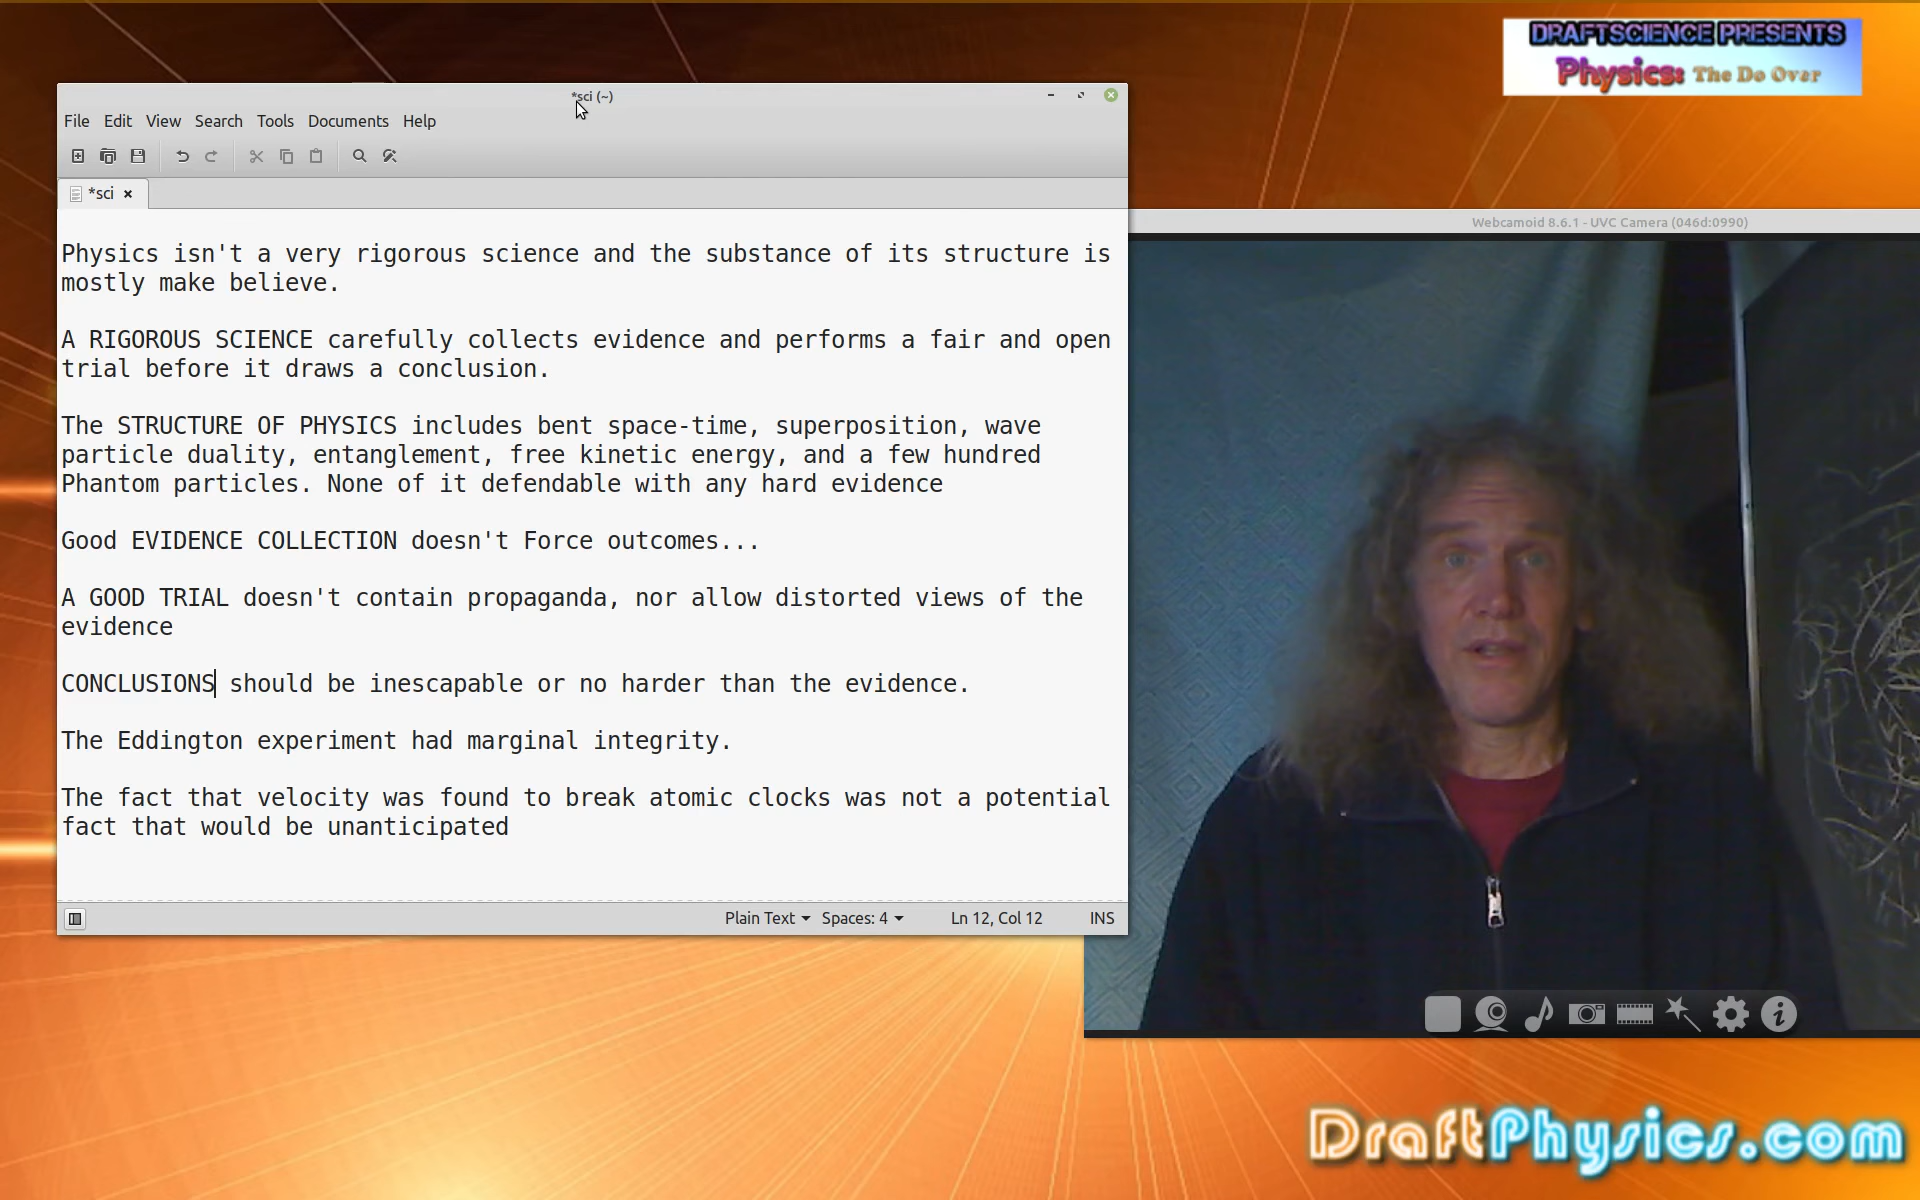 DRAFTSCIENCE PRESENTS
Physics: The Do Over
*sci (~)
File Edit View Search Tools Documents Help
*sci
Webcamoid 8.6.1 - UVC Camera (046d:0990)
Physics isn't a very rigorous science and the substance of its structure is
mostly make believe.
A RIGOROUS SCIENCE carefully collects evidence and performs a fair and open
trial before it draws a conclusion.
The STRUCTURE OF PHYSICS includes bent space-time, superposition, wave
particle duality, entanglement, free kinetic energy, and a few hundred
Phantom particles. None of it defendable with any hard evidence
Good EVIDENCE COLLECTION doesn't Force outcomes...
A GOOD TRIAL doesn't contain propaganda, nor allow distorted views of the
evidence
CONCLUSIONS should be inescapable or no harder than the evidence.
The Eddington experiment had marginal integrity.
The fact that velocity was found to break atomic clocks was not a potential
fact that would be unanticipated
Plain Text Spaces: 4 Ln 12, Col 12 INS
DraftPhysics.com